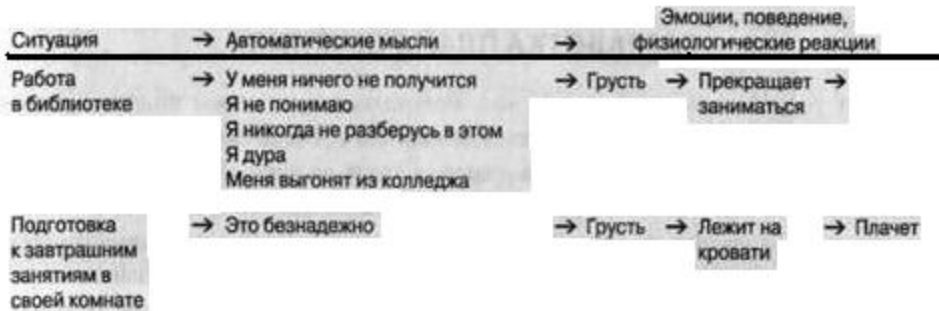 Эмоции, поведение,
Ситуация → Автоматические мысли → физиологические реакции
Работа → У меня ничего не получится → Грусть → Прекращает →
в библиотеке Я не понимаю заниматься
Я никогда не разберусь в этом
Я дура
Меня выгонят из колледжа
Подготовка → Это безнадежно → Грусть → Лежит на → Плачет
к завтрашним кровати
занятиям в
своей комнате